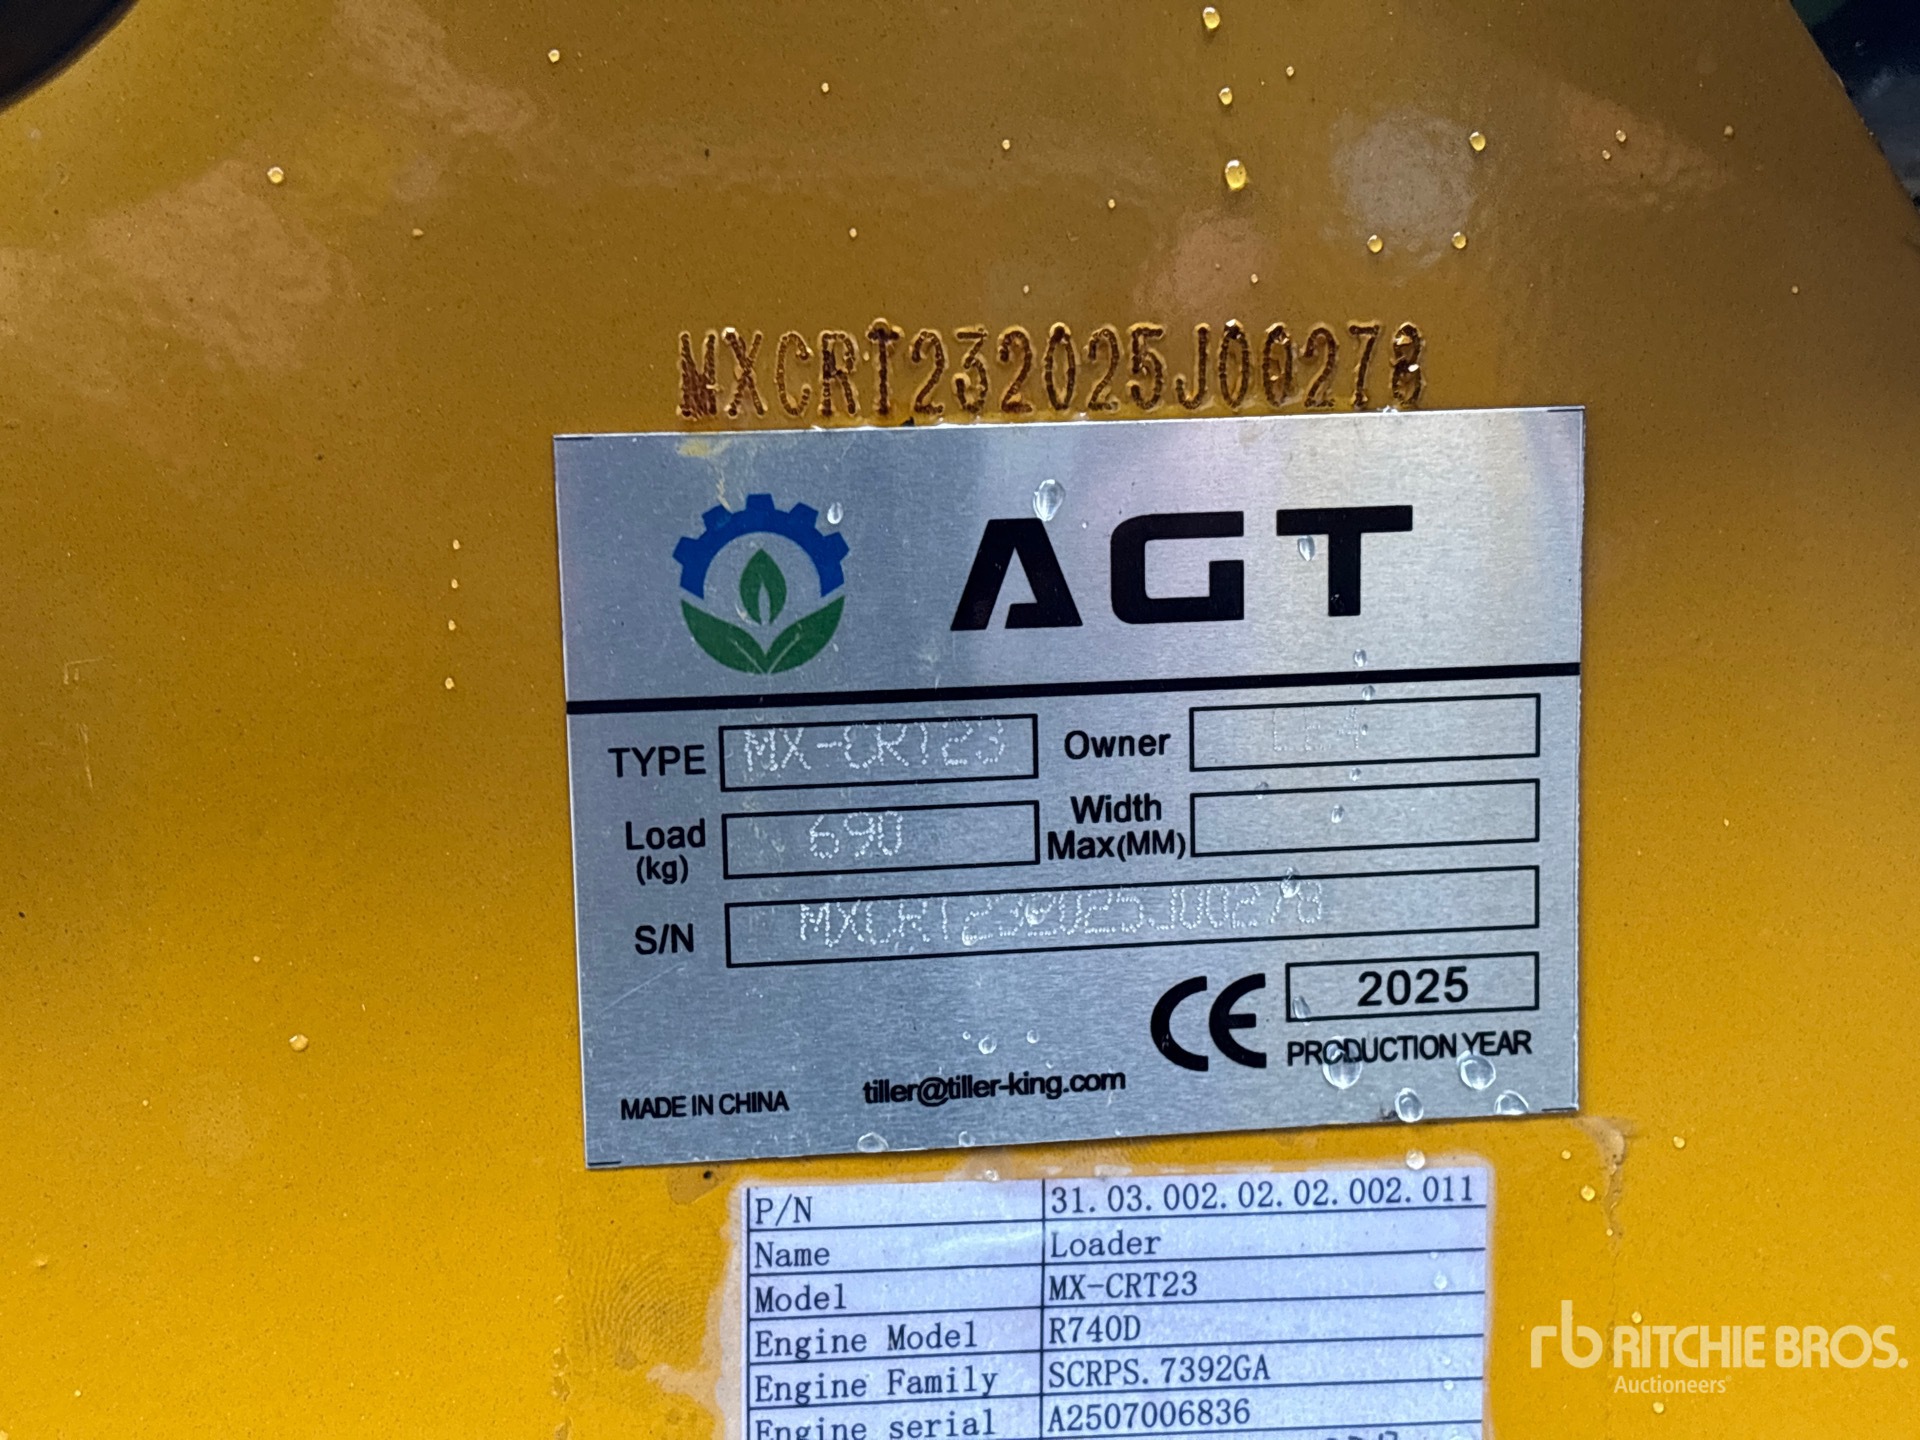 MXCRT232025J00278
AGT
TYPE MX-CRT23 Owner
Load (kg) 690 Width Max(MM)
S/N MXCRT232025J00278
CE 2025
PRODUCTION YEAR
MADE IN CHINA tiller@tiller-king.com
P/N 31.03.002.02.02.002.011
Name Loader
Model MX-CRT23
Engine Model R740D
Engine Family SCRPS.7392GA
Engine serial A2507006836
rb RITCHIE BROS.
Auctioneers